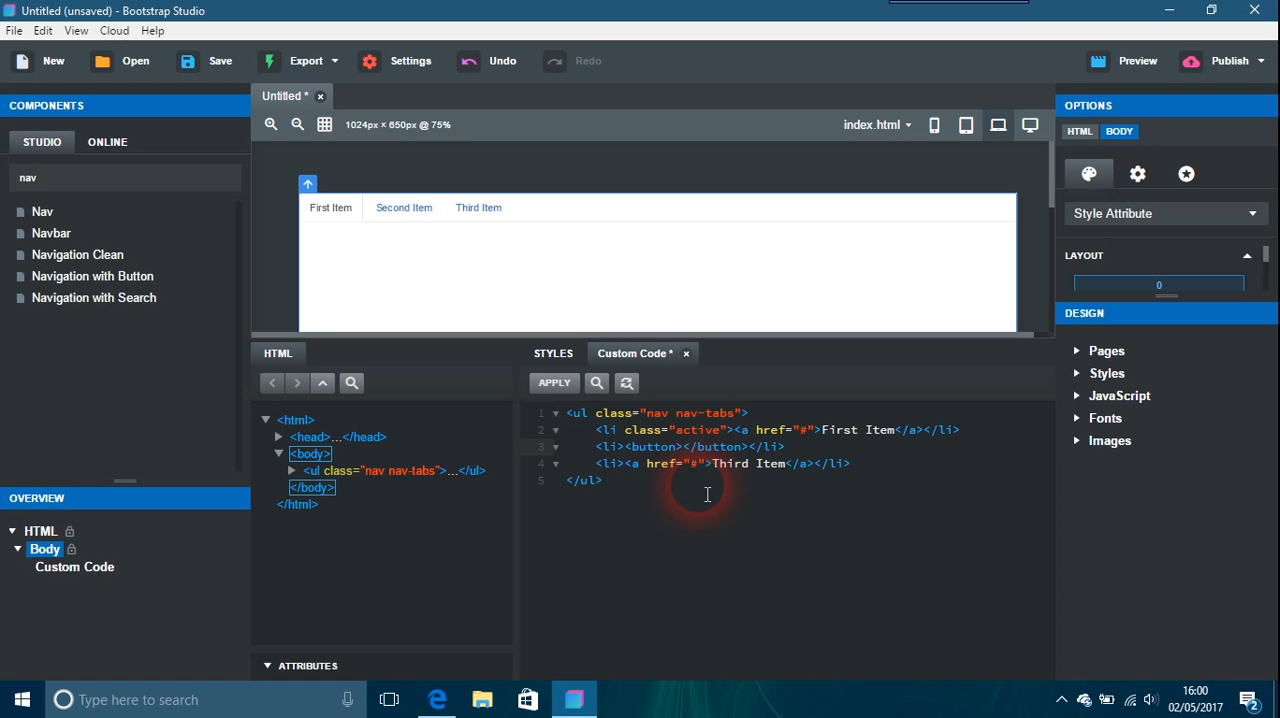 Untitled (unsaved) - Bootstrap Studio
File Edit View Cloud Help
New Open Save Export Settings Undo Redo Preview Publish
COMPONENTS
STUDIO ONLINE
nav
Nav
Navbar
Navigation Clean
Navigation with Button
Navigation with Search
OVERVIEW
HTML
Body
Custom Code
Untitled * ×
1024px × 650px @ 75% index.html
First Item Second Item Third Item
HTML
<html>
<head>...</head>
<body>
<ul class="nav nav-tabs">...</ul>
</body>
</html>
ATTRIBUTES
STYLES Custom Code * ×
APPLY
1 <ul class="nav nav-tabs">
2 <li class="active"><a href="#">First Item</a></li>
3 <li><button></button></li>
4 <li><a href="#">Third Item</a></li>
5 </ul>
OPTIONS
HTML BODY
Style Attribute
LAYOUT
0
DESIGN
Pages
Styles
JavaScript
Fonts
Images
Type here to search
16:00
02/05/2017
2